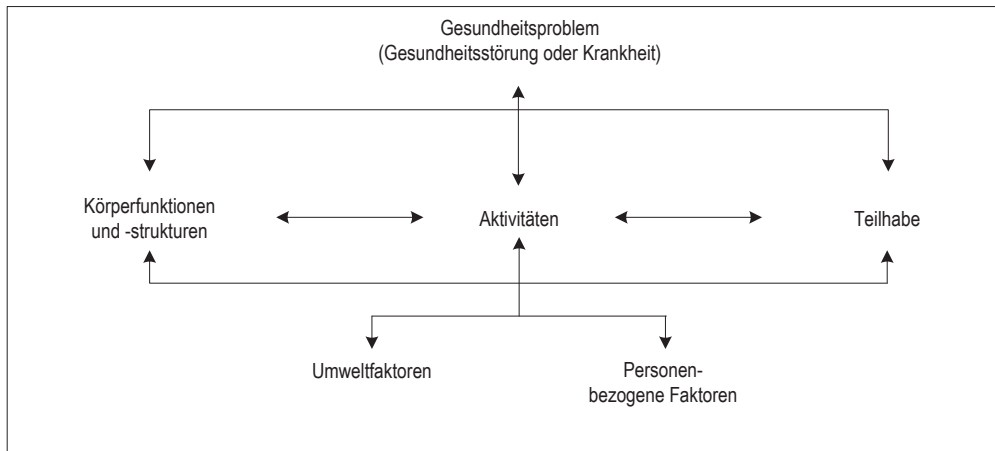 Gesundheitsproblem
(Gesundheitsstörung oder Krankheit)
Körperfunktionen
und -strukturen
Aktivitäten
Teilhabe
Umweltfaktoren
Personen-
bezogene Faktoren